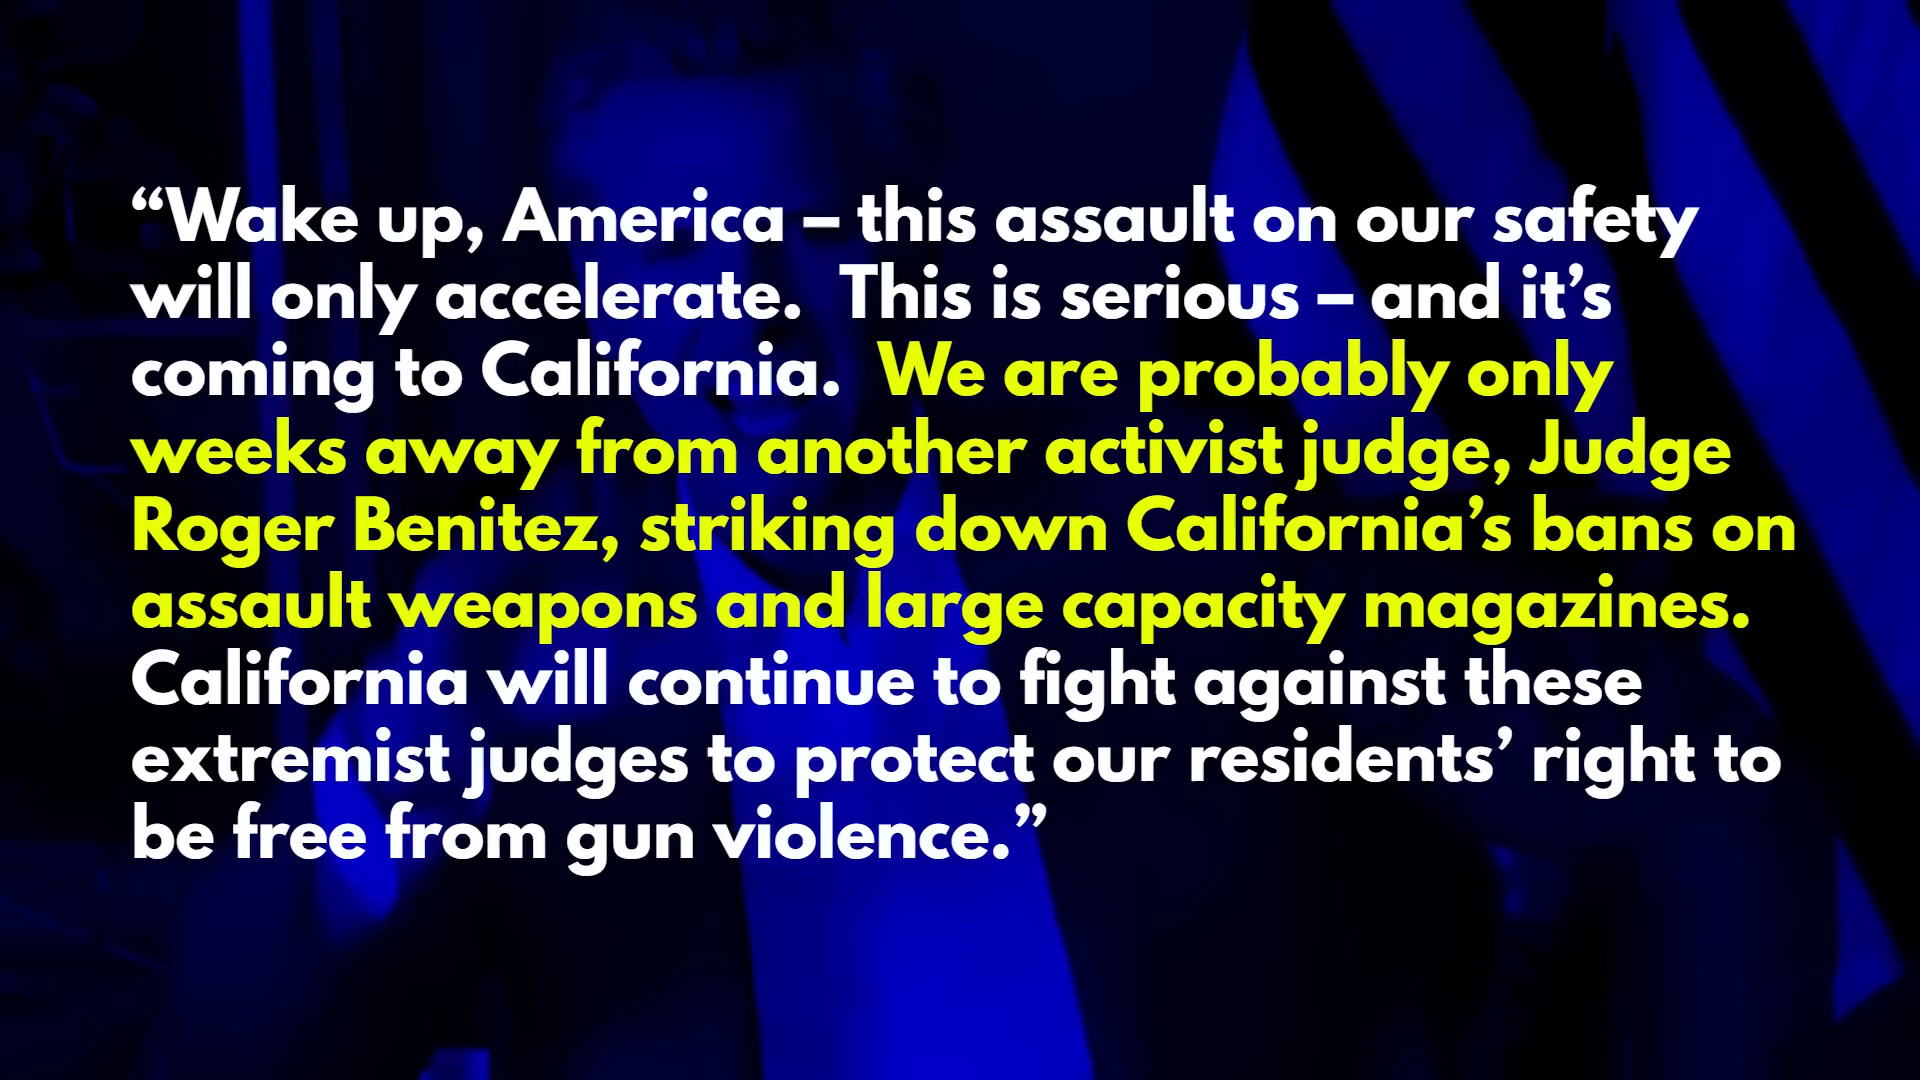 “Wake up, America – this assault on our safety
will only accelerate.  This is serious – and it’s
coming to California.  We are probably only
weeks away from another activist judge, Judge
Roger Benitez, striking down California’s bans on
assault weapons and large capacity magazines.
California will continue to fight against these
extremist judges to protect our residents’ right to
be free from gun violence.”